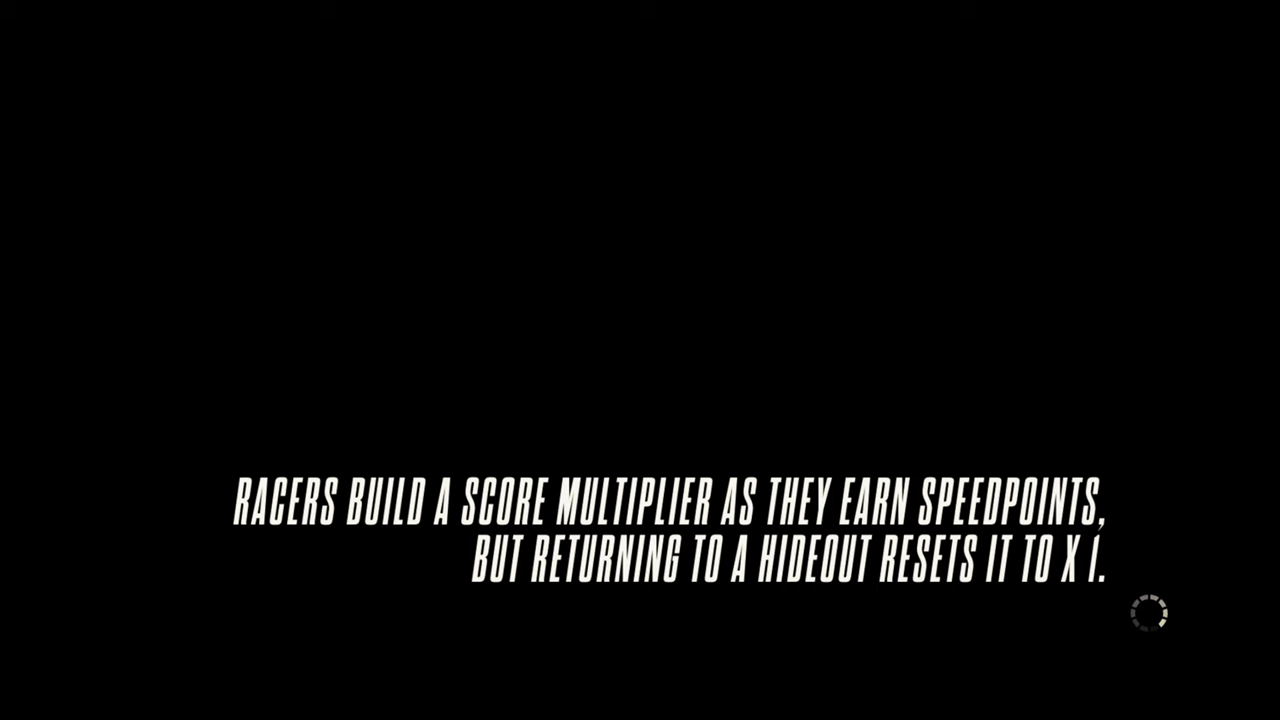 RACERS BUILD A SCORE MULTIPLIER AS THEY EARN SPEEDPOINTS,
BUT RETURNING TO A HIDEOUT RESETS IT TO X 1.